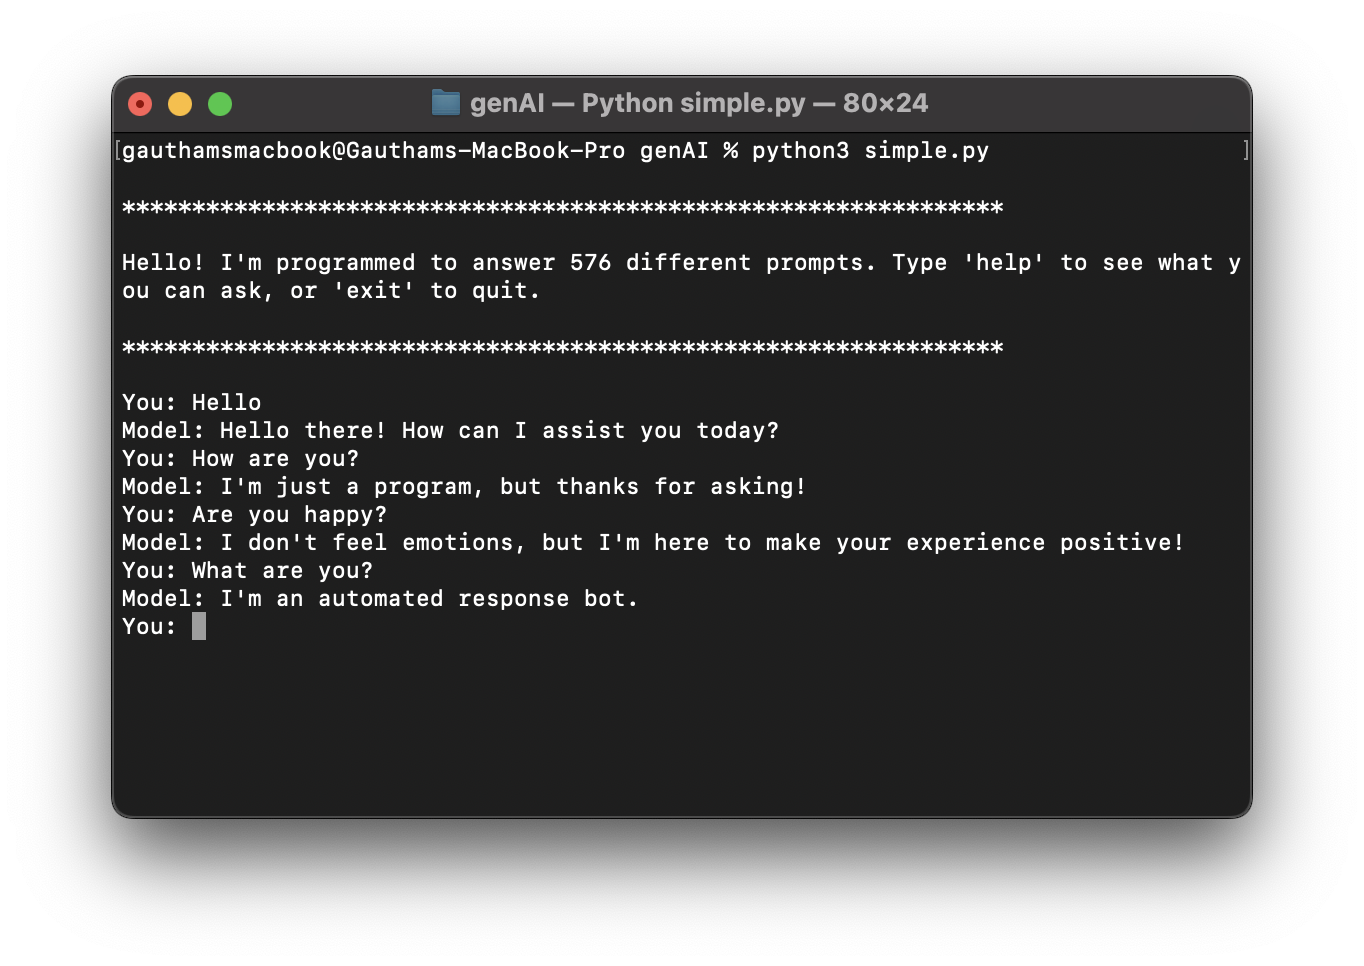 genAI — Python simple.py — 80×24
[gauthamsmacbook@Gauthams-MacBook-Pro genAI % python3 simple.py ]
***************************************************************
Hello! I'm programmed to answer 576 different prompts. Type 'help' to see what y
ou can ask, or 'exit' to quit.
***************************************************************
You: Hello
Model: Hello there! How can I assist you today?
You: How are you?
Model: I'm just a program, but thanks for asking!
You: Are you happy?
Model: I don't feel emotions, but I'm here to make your experience positive!
You: What are you?
Model: I'm an automated response bot.
You: